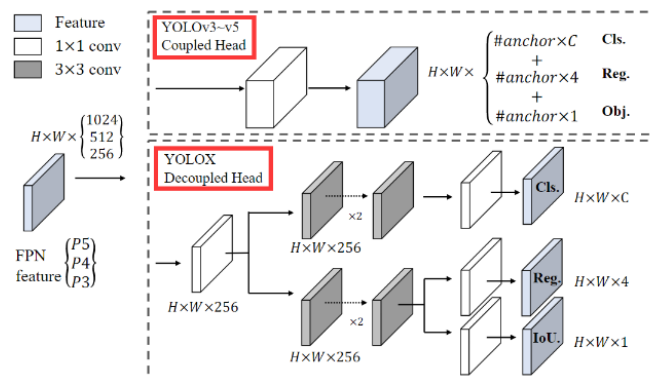 Feature
1×1 conv
3×3 conv
YOLOv3~v5
Coupled Head
H×W×
#anchor×C Cls.
+
#anchor×4 Reg.
+
#anchor×1 Obj.
H×W×{1024
512
256}
FPN
feature
{P5
P4
P3}
YOLOX
Decoupled Head
H×W×256
×2
H×W×256
Cls.
H×W×C
×2
H×W×256
Reg.
H×W×4
IoU.
H×W×1